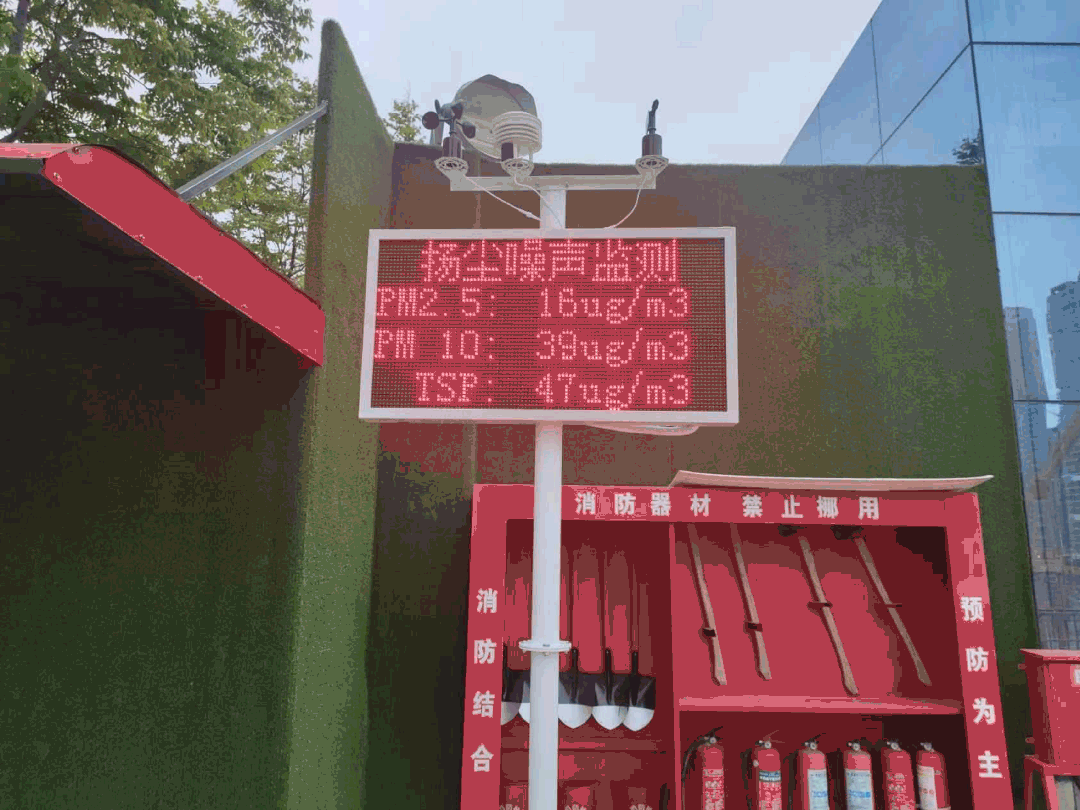 扬尘噪声监测
PM2.5: 16ug/m3
PM 10: 39ug/m3
TSP: 47ug/m3
消防器材 禁止挪用
消防结合
预防为主